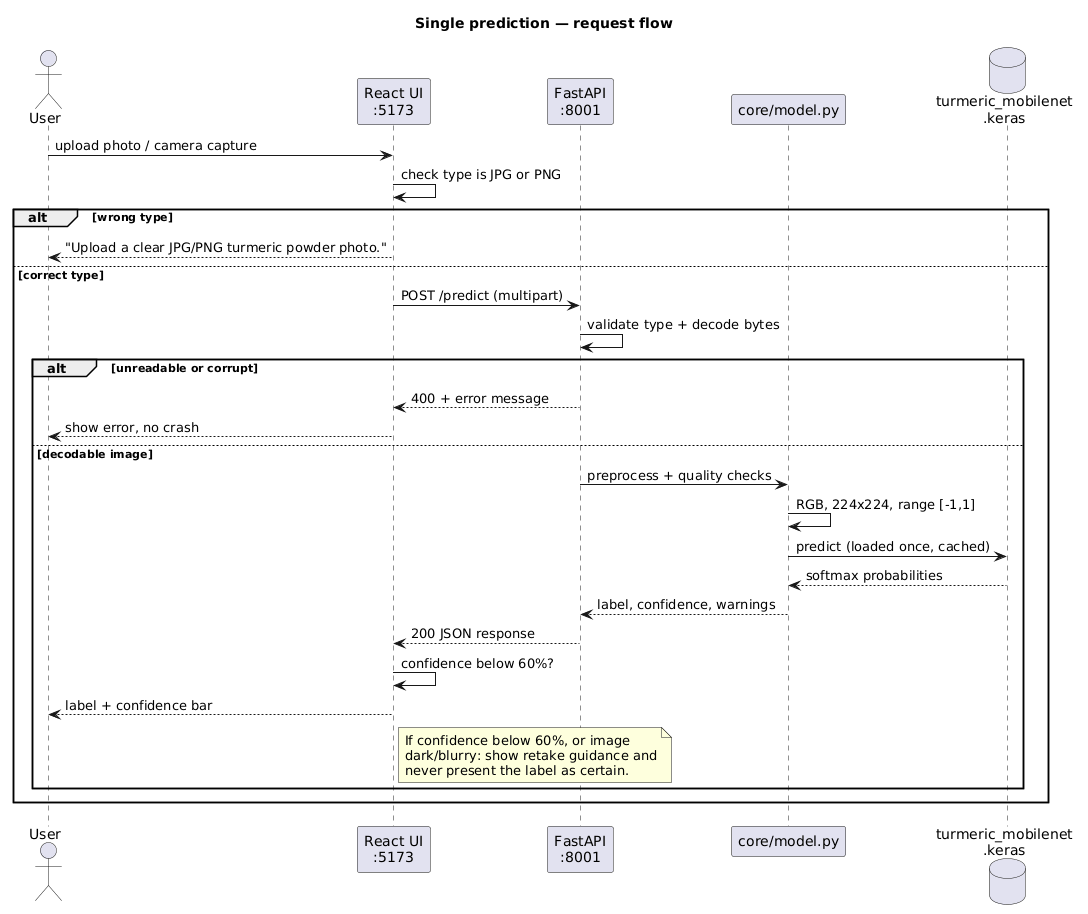 Single prediction — request flow
User
React UI
:5173
FastAPI
:8001
core/model.py
turmeric_mobilenet
.keras
upload photo / camera capture
check type is JPG or PNG
alt [wrong type]
"Upload a clear JPG/PNG turmeric powder photo."
[correct type]
POST /predict (multipart)
validate type + decode bytes
alt [unreadable or corrupt]
400 + error message
show error, no crash
[decodable image]
preprocess + quality checks
RGB, 224x224, range [-1,1]
predict (loaded once, cached)
softmax probabilities
label, confidence, warnings
200 JSON response
confidence below 60%?
label + confidence bar
If confidence below 60%, or image
dark/blurry: show retake guidance and
never present the label as certain.
User
React UI
:5173
FastAPI
:8001
core/model.py
turmeric_mobilenet
.keras